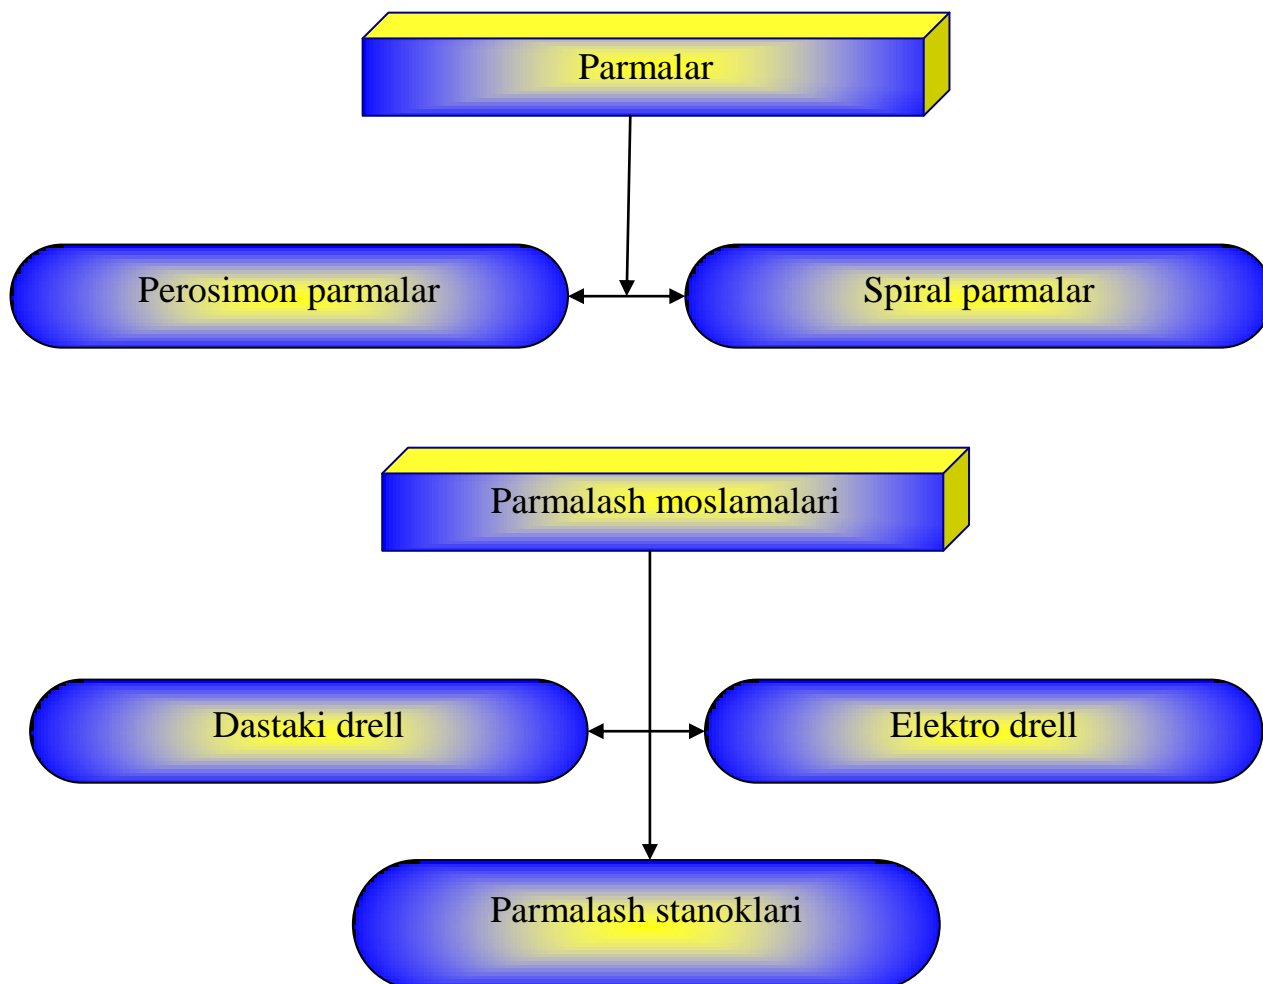 Parmalar
Perosimon parmalar
Spiral parmalar
Parmalash moslamalari
Dastaki drell
Elektro drell
Parmalash stanoklari